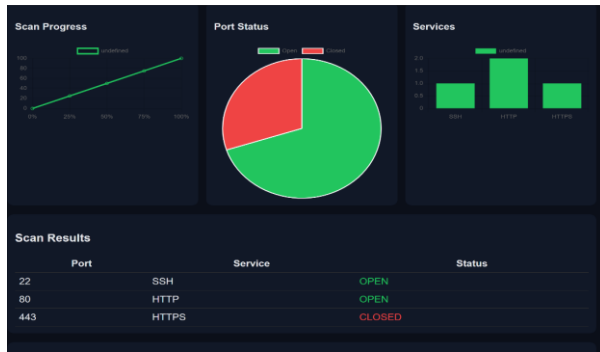 Scan Progress
undefined
100
80
60
40
20
0
0% 25% 50% 75% 100%
Port Status
Open Closed
Services
undefined
2.0
1.5
1.0
0.5
0
SSH HTTP HTTPS
Scan Results
Port Service Status
22 SSH OPEN
80 HTTP OPEN
443 HTTPS CLOSED